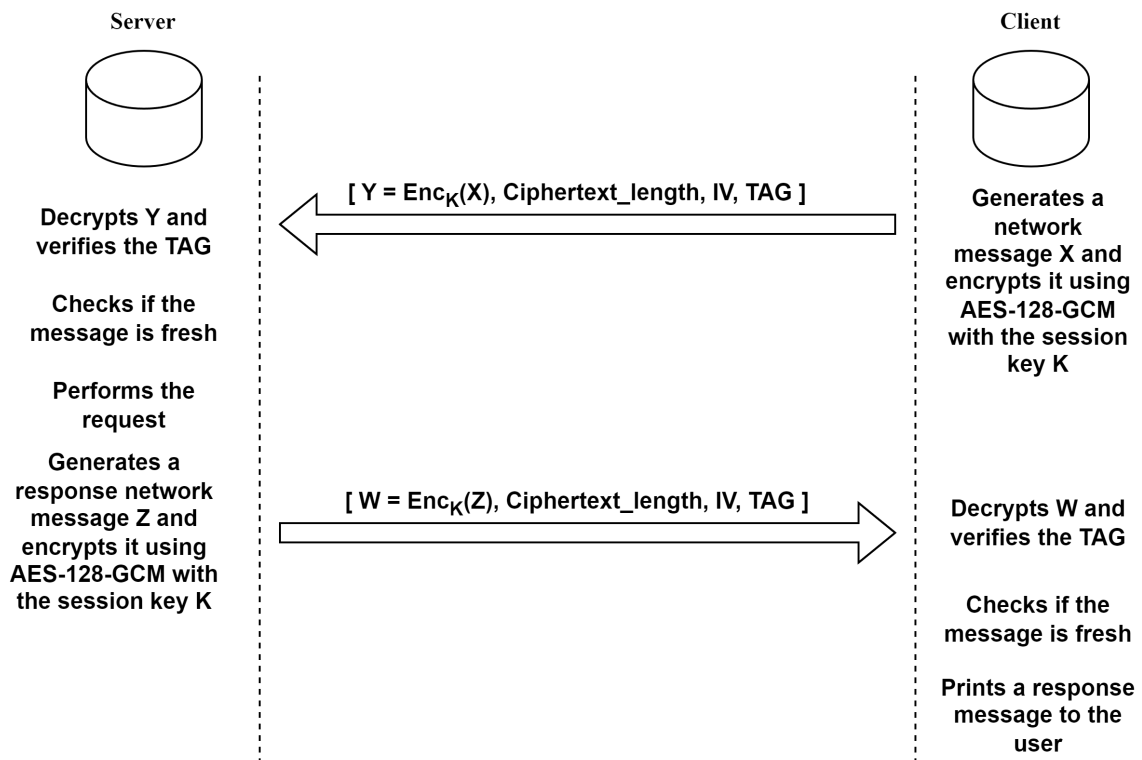 Server
Client
[ Y = EncK(X), Ciphertext_length, IV, TAG ]
Decrypts Y and
verifies the TAG
Checks if the
message is fresh
Performs the
request
Generates a
response network
message Z and
encrypts it using
AES-128-GCM with
the session key K
Generates a
network
message X and
encrypts it using
AES-128-GCM
with the session
key K
[ W = EncK(Z), Ciphertext_length, IV, TAG ]
Decrypts W and
verifies the TAG
Checks if the
message is fresh
Prints a response
message to the
user